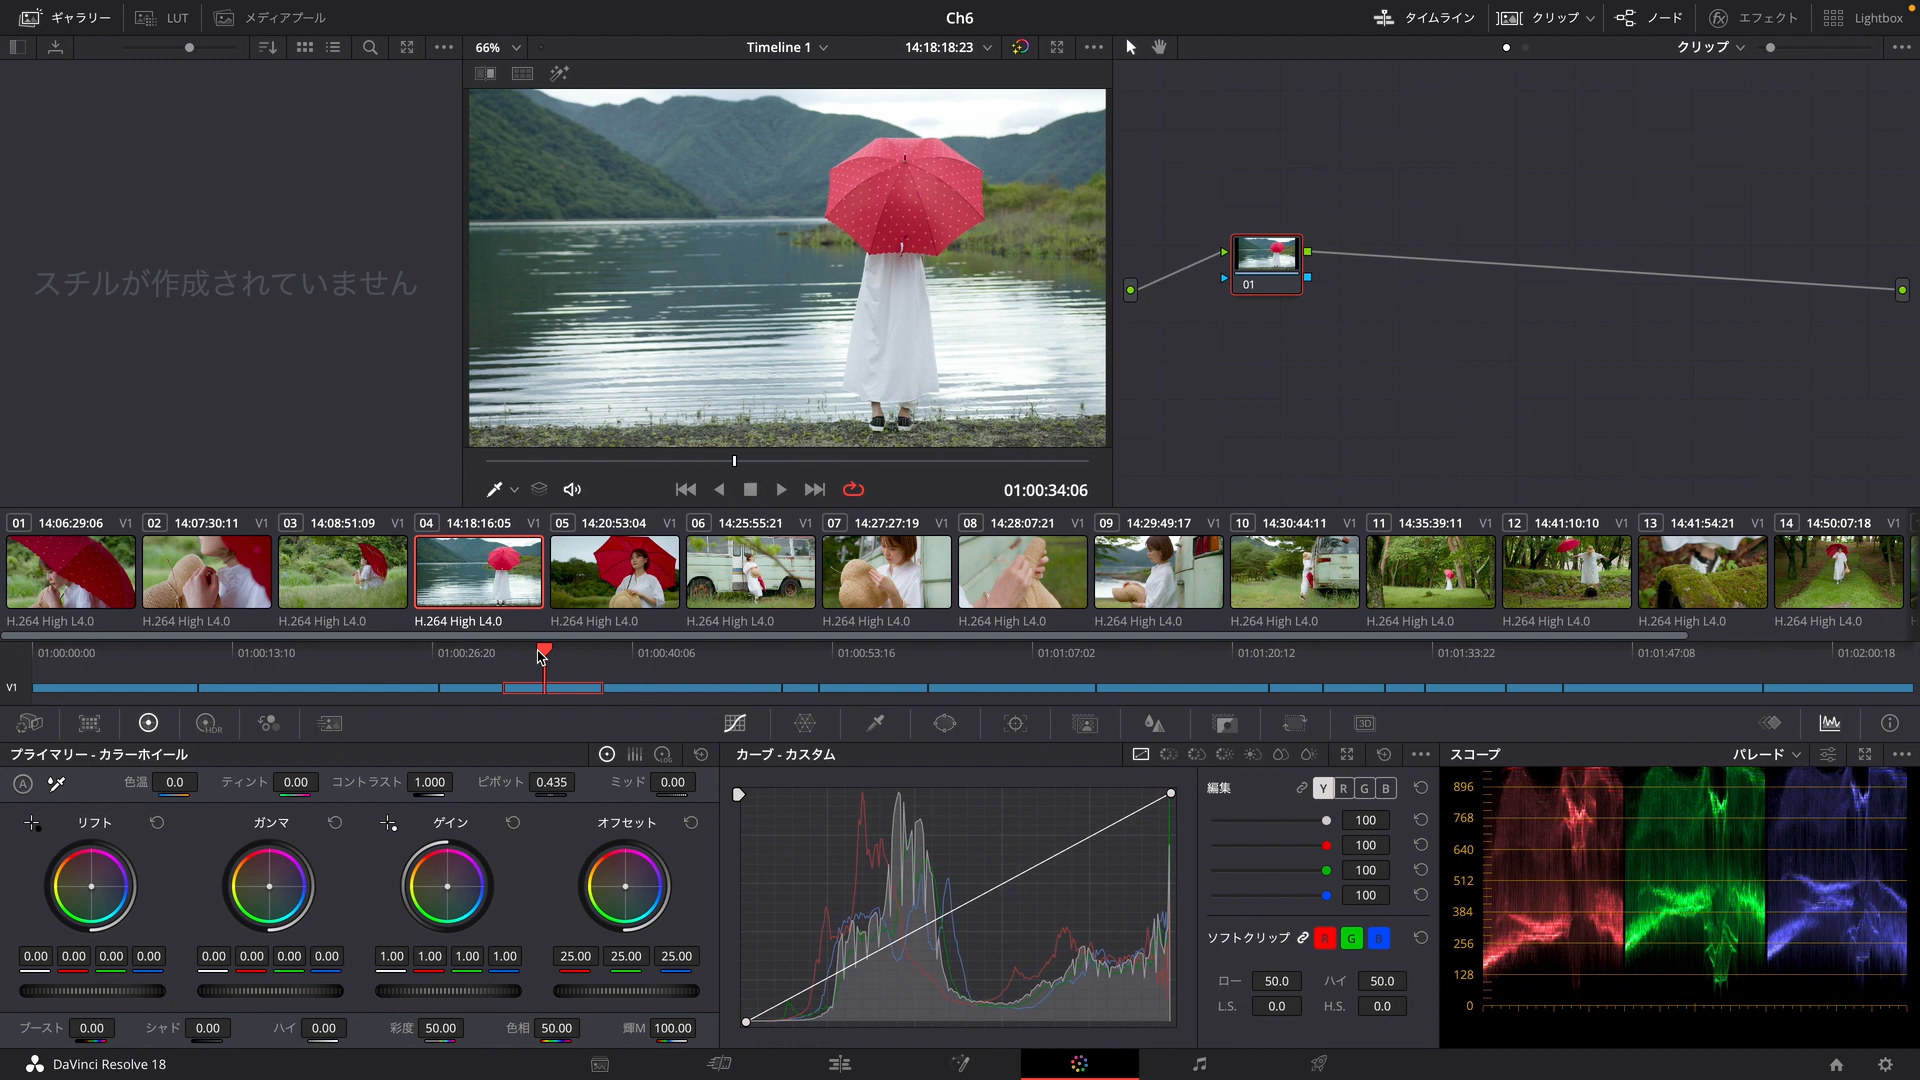 ギャラリー LUT メディアプール Ch6 タイムライン クリップ ノード エフェクト Lightbox
66% Timeline 1 14:18:18:23 クリップ
スチルが作成されていません
01
01:00:34:06
01 14:06:29:06 V1 02 14:07:30:11 V1 03 14:08:51:09 V1 04 14:18:16:05 V1 05 14:20:53:04 V1 06 14:25:55:21 V1 07 14:27:27:19 V1 08 14:28:07:21 V1 09 14:29:49:17 V1 10 14:30:44:11 V1 11 14:35:39:11 V1 12 14:41:10:10 V1 13 14:41:54:21 V1 14 14:50:07:18 V1
H.264 High L4.0 H.264 High L4.0 H.264 High L4.0 H.264 High L4.0 H.264 High L4.0 H.264 High L4.0 H.264 High L4.0 H.264 High L4.0 H.264 High L4.0 H.264 High L4.0 H.264 High L4.0 H.264 High L4.0 H.264 High L4.0 H.264 High L4.0
01:00:00:00 01:00:13:10 01:00:26:20 01:00:40:06 01:00:53:16 01:01:07:02 01:01:20:12 01:01:33:22 01:01:47:08 01:02:00:18
V1
HDR 3D
プライマリー - カラーホイール LOG カーブ - カスタム スコープ パレード
A 色温 0.0 ティント 0.00 コントラスト 1.000 ピボット 0.435 ミッド 0.00
リフト ガンマ ゲイン オフセット
0.00 0.00 0.00 0.00 0.00 0.00 0.00 0.00 1.00 1.00 1.00 1.00 25.00 25.00 25.00
ブースト 0.00 シャド 0.00 ハイ 0.00 彩度 50.00 色相 50.00 輝M 100.00
編集 Y R G B
100
100
100
100
ソフトクリップ R G B
ロー 50.0 ハイ 50.0
L.S. 0.0 H.S. 0.0
896
768
640
512
384
256
128
0
DaVinci Resolve 18